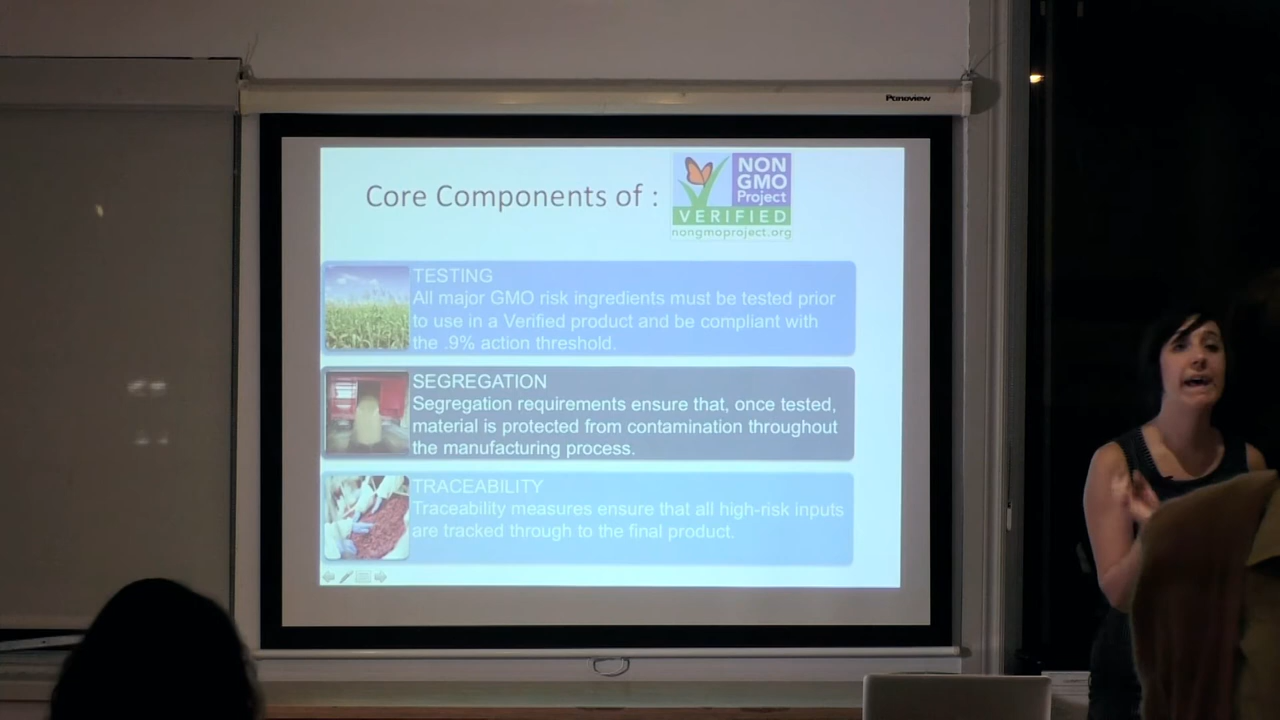 Panoview
Core Components of :
NON
GMO
Project
VERIFIED
nongmoproject.org
TESTING
All major GMO risk ingredients must be tested prior
to use in a Verified product and be compliant with
the .9% action threshold.
SEGREGATION
Segregation requirements ensure that, once tested,
material is protected from contamination throughout
the manufacturing process.
TRACEABILITY
Traceability measures ensure that all high-risk inputs
are tracked through to the final product.